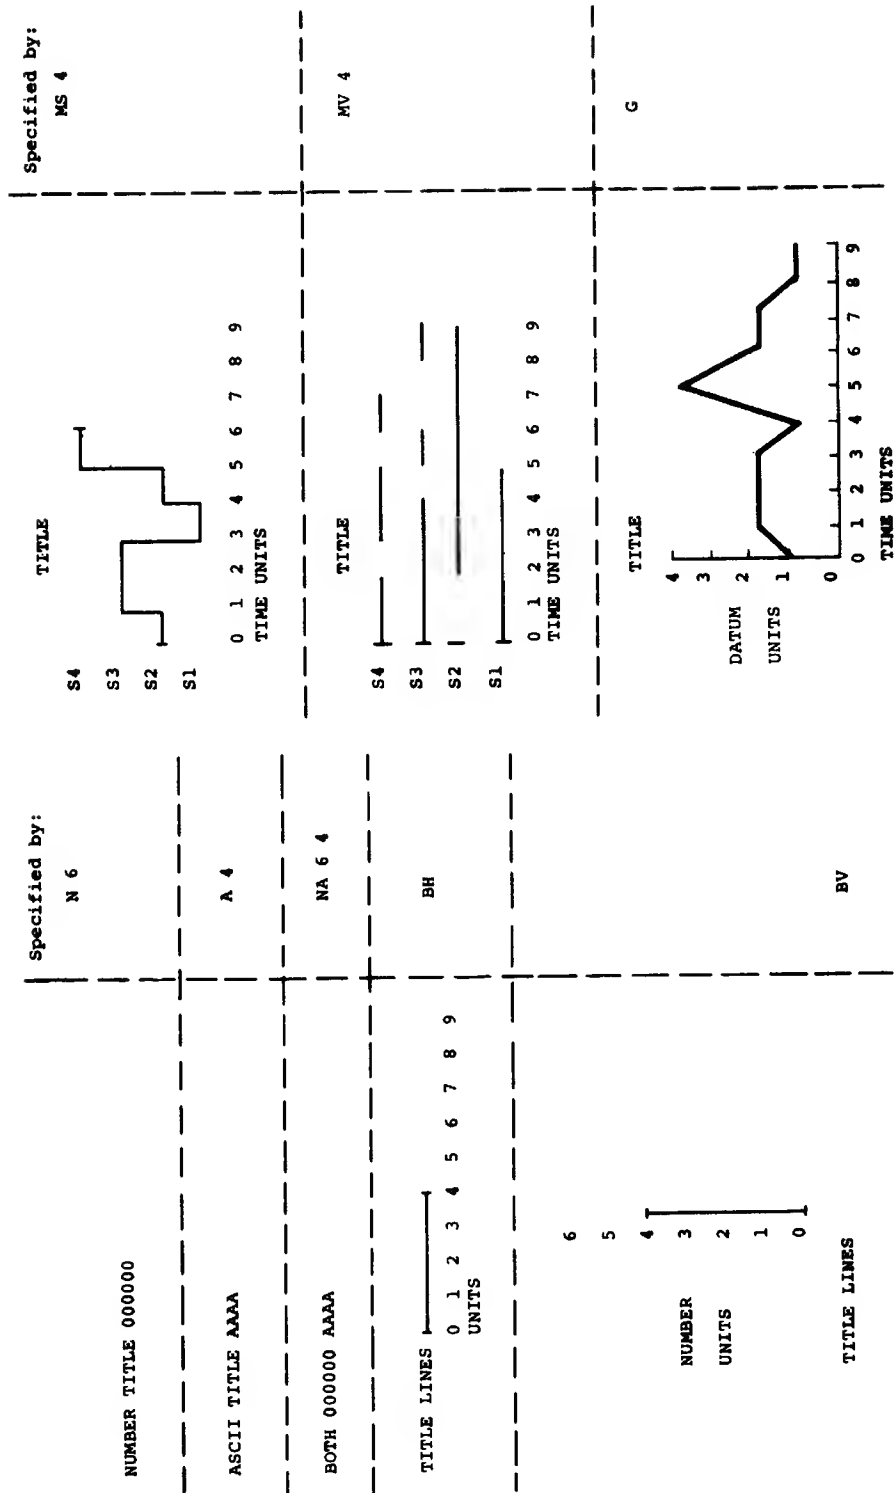 Specified by:
NUMBER TITLE 000000
N 6
ASCII TITLE AAAA
A 4
BOTH 000000 AAAA
NA 6 4
TITLE LINES
BH
0 1 2 3 4 5 6 7 8 9
UNITS
6
5
4
NUMBER 3
UNITS 2
1
0
TITLE LINES
BV
Specified by:
TITLE
MS 4
S4
S3
S2
S1
0 1 2 3 4 5 6 7 8 9
TIME UNITS
TITLE
MV 4
S4
S3
S2
S1
0 1 2 3 4 5 6 7 8 9
TIME UNITS
TITLE
G
4
3
DATUM 2
UNITS 1
0
0 1 2 3 4 5 6 7 8 9
TIME UNITS